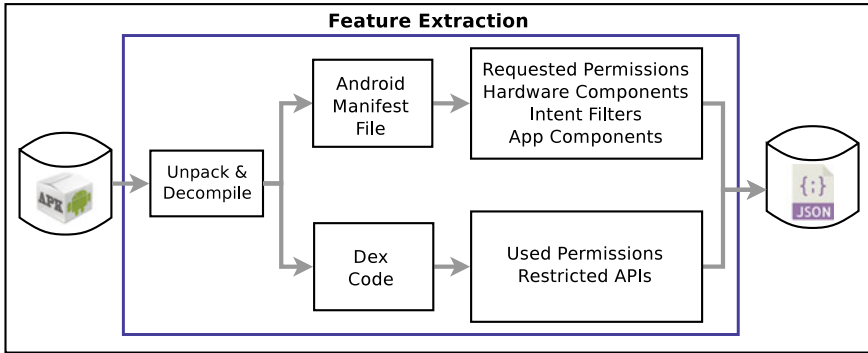 Feature Extraction
APK
Unpack &
Decompile
Android
Manifest
File
Requested Permissions
Hardware Components
Intent Filters
App Components
Dex
Code
Used Permissions
Restricted APIs
{;}
JSON